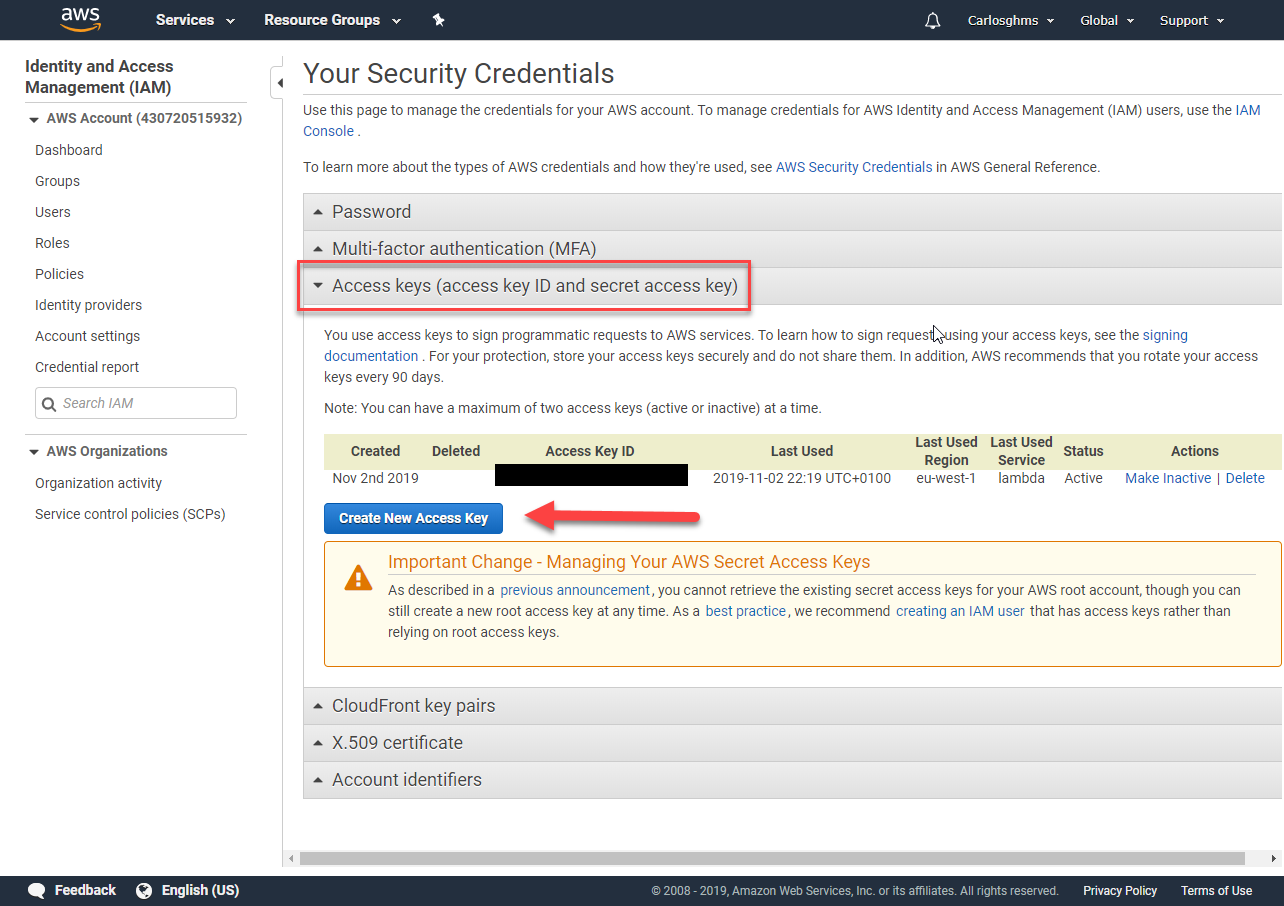 aws Services Resource Groups Carlosghms Global Support
Identity and Access
Management (IAM)
AWS Account (430720515932)
Dashboard
Groups
Users
Roles
Policies
Identity providers
Account settings
Credential report
Search IAM
AWS Organizations
Organization activity
Service control policies (SCPs)
Your Security Credentials
Use this page to manage the credentials for your AWS account. To manage credentials for AWS Identity and Access Management (IAM) users, use the IAM
Console .
To learn more about the types of AWS credentials and how they're used, see AWS Security Credentials in AWS General Reference.
Password
Multi-factor authentication (MFA)
Access keys (access key ID and secret access key)
You use access keys to sign programmatic requests to AWS services. To learn how to sign requests using your access keys, see the signing
documentation . For your protection, store your access keys securely and do not share them. In addition, AWS recommends that you rotate your access
keys every 90 days.
Note: You can have a maximum of two access keys (active or inactive) at a time.
Created Deleted Access Key ID Last Used Last Used Region Last Used Service Status Actions
Nov 2nd 2019 2019-11-02 22:19 UTC+0100 eu-west-1 lambda Active Make Inactive | Delete
Create New Access Key
Important Change - Managing Your AWS Secret Access Keys
As described in a previous announcement, you cannot retrieve the existing secret access keys for your AWS root account, though you can
still create a new root access key at any time. As a best practice, we recommend creating an IAM user that has access keys rather than
relying on root access keys.
CloudFront key pairs
X.509 certificate
Account identifiers
Feedback English (US) © 2008 - 2019, Amazon Web Services, Inc. or its affiliates. All rights reserved. Privacy Policy Terms of Use